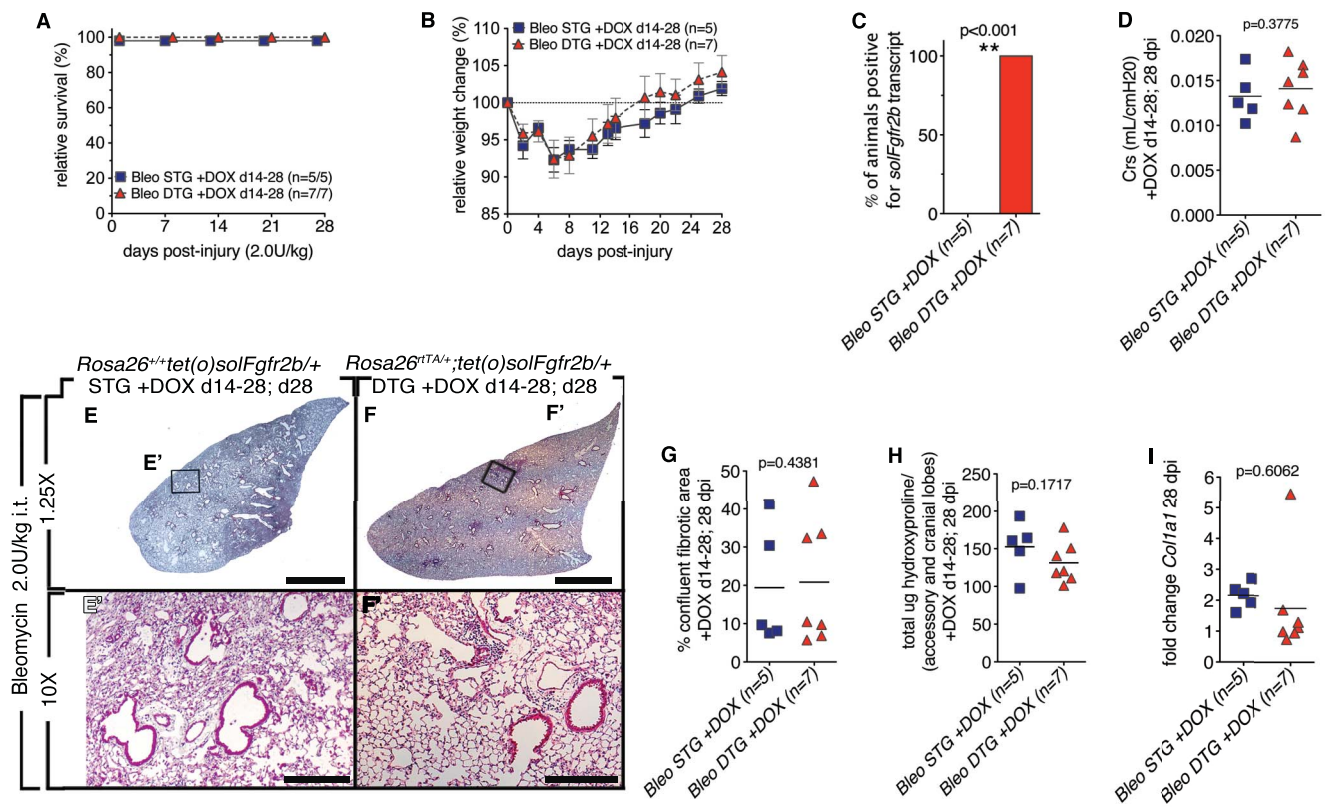 A
relative survival (%)
100
80
60
40
20
0
Bleo STG +DOX d14-28 (n=5/5)
Bleo DTG +DOX d14-28 (n=7/7)
0 7 14 21 28
days post-injury (2.0U/kg)
B
relative weight change (%)
110
105
100
95
90
85
Bleo STG +DCX d14-28 (n=5)
Bleo DTG +DCX d14-28 (n=7)
0 4 8 12 13 16 20 24 28
days post-injury
C
% of animals positive
for solFgfr2b transcript
p<0.001
**
100
50
0
Bleo STG +DOX (n=5)
Bleo DTG +DOX (n=7)
D
Crs (mL/cmH20)
+DOX d14-28; 28 dpi
p=0.3775
0.020
0.015
0.010
0.005
0.000
Bleo STG +DOX (n=5)
Bleo DTG +DOX (n=7)
Rosa26+/+tet(o)solFgfr2b/+
STG +DOX d14-28; d28
Rosa26rtTA/+;tet(o)solFgfr2b/+
DTG +DOX d14-28; d28
Bleomycin 2.0U/kg i.t.
1.25X
10X
E
E'
F
F'
E'
F'
G
% confluent fibrotic area
+DOX d14-28; 28 dpi
p=0.4381
50
40
30
20
10
0
Bleo STG +DOX (n=5)
Bleo DTG +DOX (n=7)
H
total ug hydroxyproline/
(accessory and cranial lobes)
+DOX d14-28; 28 dpi
p=0.1717
250
200
150
100
50
0
Bleo STG +DOX (n=5)
Bleo DTG +DOX (n=7)
I
fold change Col1a1 28 dpi
p=0.6062
6
5
4
3
2
1
0
Bleo STG +DOX (n=5)
Bleo DTG +DOX (n=7)